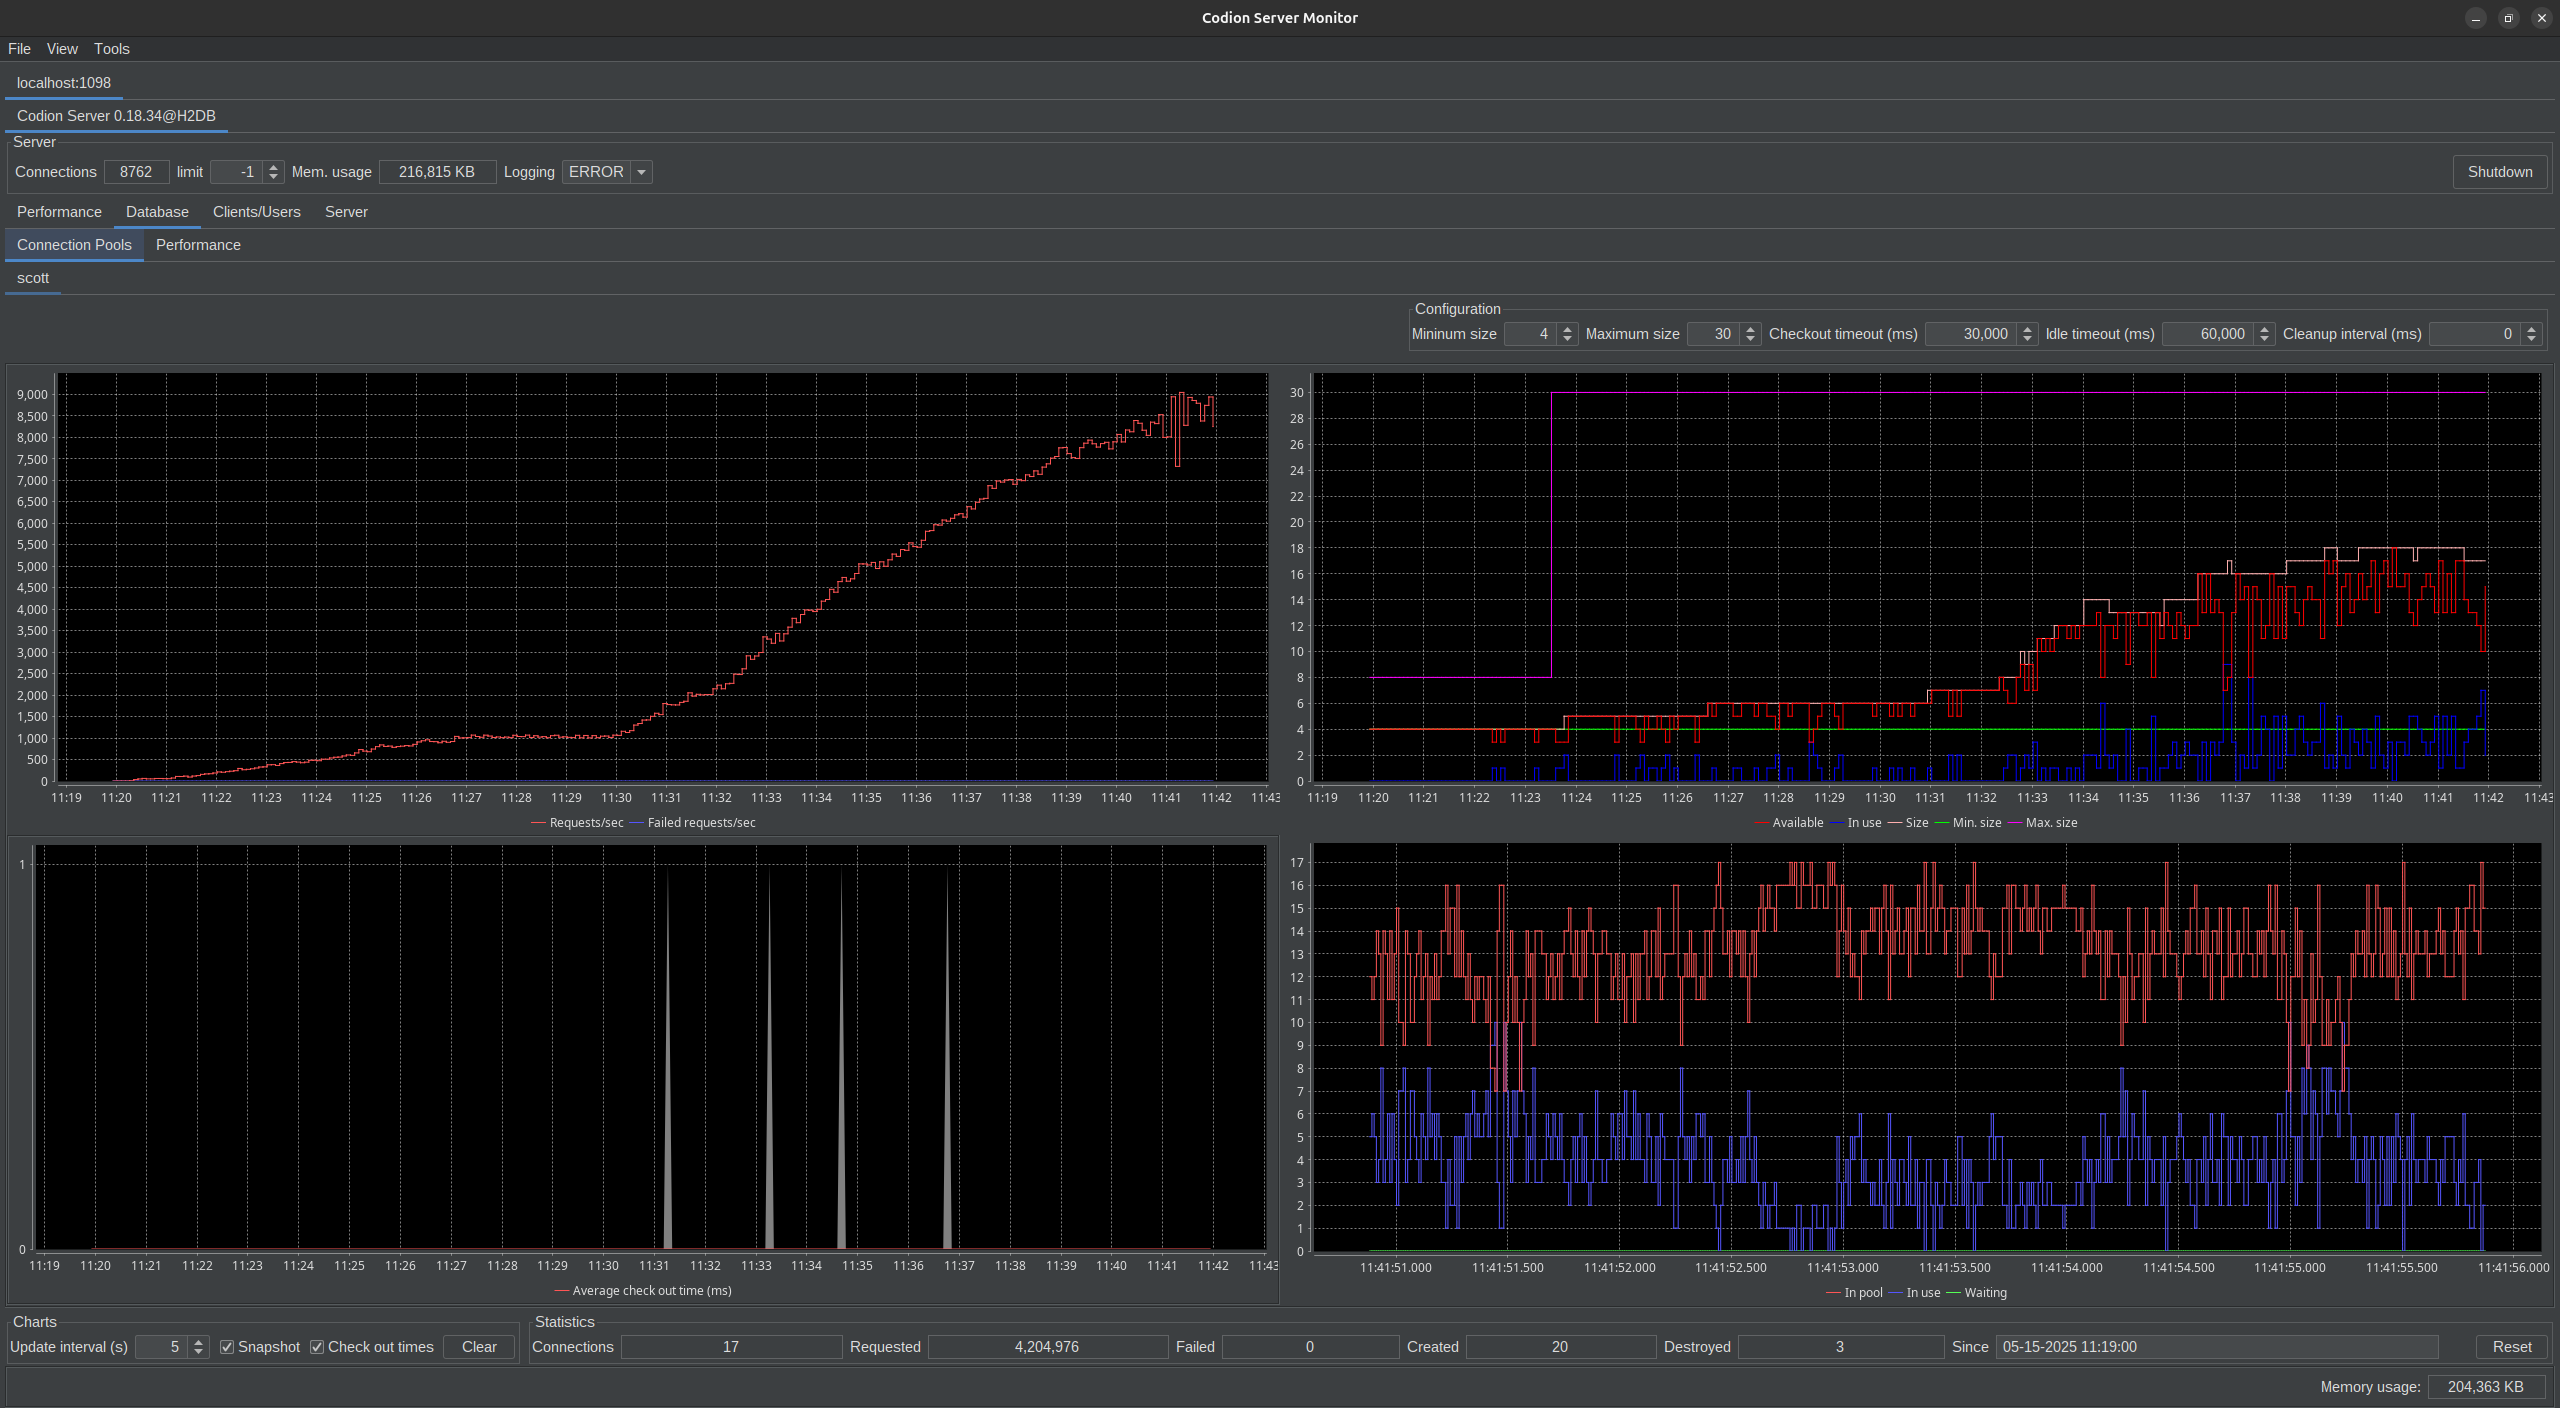 Codion Server Monitor
File View Tools
localhost:1098
Codion Server 0.18.34@H2DB
Server
Connections 8762 limit -1 Mem. usage 216,815 KB Logging ERROR Shutdown
Performance Database Clients/Users Server
Connection Pools Performance
scott
Configuration
Mininum size 4 Maximum size 30 Checkout timeout (ms) 30,000 Idle timeout (ms) 60,000 Cleanup interval (ms) 0
9,000
8,500
8,000
7,500
7,000
6,500
6,000
5,500
5,000
4,500
4,000
3,500
3,000
2,500
2,000
1,500
1,000
500
0
11:19 11:20 11:21 11:22 11:23 11:24 11:25 11:26 11:27 11:28 11:29 11:30 11:31 11:32 11:33 11:34 11:35 11:36 11:37 11:38 11:39 11:40 11:41 11:42 11:43
Requests/sec Failed requests/sec
30
28
26
24
22
20
18
16
14
12
10
8
6
4
2
0
11:19 11:20 11:21 11:22 11:23 11:24 11:25 11:26 11:27 11:28 11:29 11:30 11:31 11:32 11:33 11:34 11:35 11:36 11:37 11:38 11:39 11:40 11:41 11:42 11:43
Available In use Size Min. size Max. size
1
0
11:19 11:20 11:21 11:22 11:23 11:24 11:25 11:26 11:27 11:28 11:29 11:30 11:31 11:32 11:33 11:34 11:35 11:36 11:37 11:38 11:39 11:40 11:41 11:42 11:43
Average check out time (ms)
17
16
15
14
13
12
11
10
9
8
7
6
5
4
3
2
1
0
11:41:51.000 11:41:51.500 11:41:52.000 11:41:52.500 11:41:53.000 11:41:53.500 11:41:54.000 11:41:54.500 11:41:55.000 11:41:55.500 11:41:56.000
In pool In use Waiting
Charts
Update interval (s) 5 Snapshot Check out times Clear
Statistics
Connections 17 Requested 4,204,976 Failed 0 Created 20 Destroyed 3 Since 05-15-2025 11:19:00 Reset
Memory usage: 204,363 KB